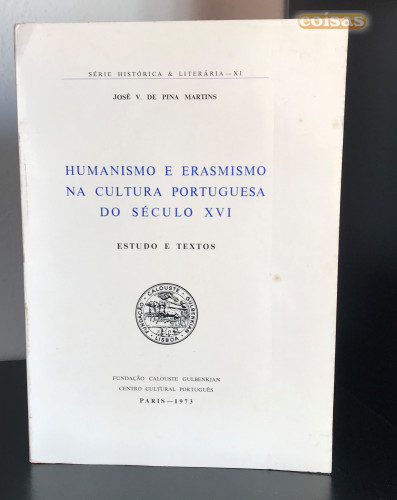 coisas
SÉRIE HISTÓRICA & LITERÁRIA — XI
JOSÉ V. DE PINA MARTINS
HUMANISMO E ERASMISMO
NA CULTURA PORTUGUESA
DO SÉCULO XVI
ESTUDO E TEXTOS
FUNDAÇÃO CALOUSTE GULBENKIAN
LISBOA
FUNDAÇÃO CALOUSTE GULBENKIAN
CENTRO CULTURAL PORTUGUÊS
PARIS — 1973